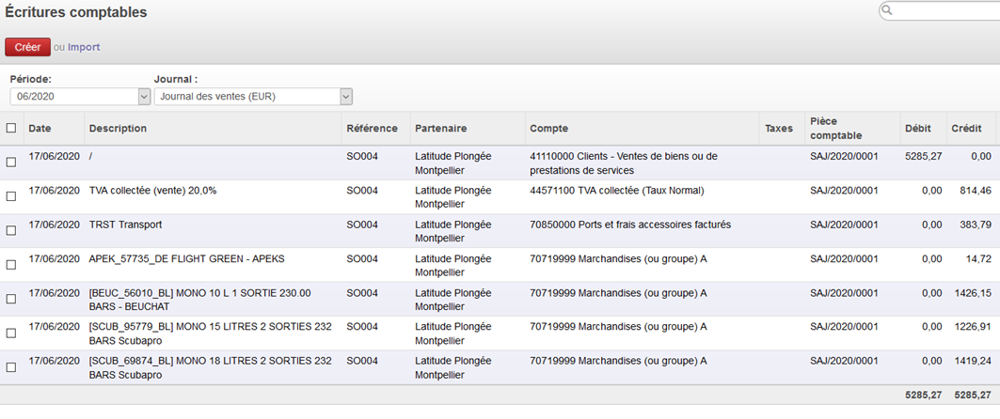 Écritures comptables
Créer ou Import
Période: Journal :
06/2020 Journal des ventes (EUR)
Date Description Référence Partenaire Compte Taxes Pièce comptable Débit Crédit
17/06/2020 / SO004 Latitude Plongée Montpellier 41110000 Clients - Ventes de biens ou de prestations de services SAJ/2020/0001 5285,27 0,00
17/06/2020 TVA collectée (vente) 20,0% SO004 Latitude Plongée Montpellier 44571100 TVA collectée (Taux Normal) SAJ/2020/0001 0,00 814,46
17/06/2020 TRST Transport SO004 Latitude Plongée Montpellier 70850000 Ports et frais accessoires facturés SAJ/2020/0001 0,00 383,79
17/06/2020 APEK_57735_DE FLIGHT GREEN - APEKS SO004 Latitude Plongée Montpellier 70719999 Marchandises (ou groupe) A SAJ/2020/0001 0,00 14,72
17/06/2020 [BEUC_56010_BL] MONO 10 L 1 SORTIE 230.00 BARS - BEUCHAT SO004 Latitude Plongée Montpellier 70719999 Marchandises (ou groupe) A SAJ/2020/0001 0,00 1426,15
17/06/2020 [SCUB_95779_BL] MONO 15 LITRES 2 SORTIES 232 BARS Scubapro SO004 Latitude Plongée Montpellier 70719999 Marchandises (ou groupe) A SAJ/2020/0001 0,00 1226,91
17/06/2020 [SCUB_69874_BL] MONO 18 LITRES 2 SORTIES 232 BARS Scubapro SO004 Latitude Plongée Montpellier 70719999 Marchandises (ou groupe) A SAJ/2020/0001 0,00 1419,24
5285,27 5285,27